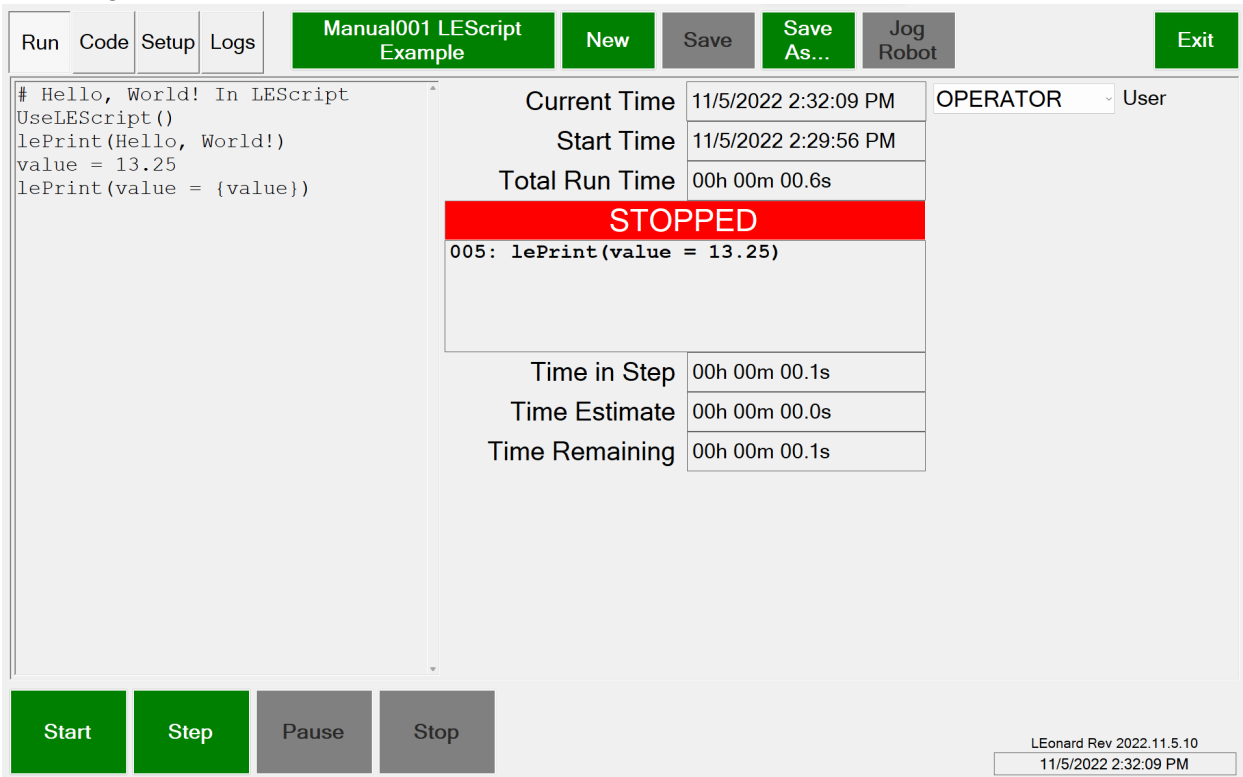 Run Code Setup Logs
Manual001 LEScript
Example
New
Save
Save
As...
Jog
Robot
Exit
# Hello, World! In LEScript
UseLEScript()
lePrint(Hello, World!)
value = 13.25
lePrint(value = {value})
Current Time 11/5/2022 2:32:09 PM
Start Time 11/5/2022 2:29:56 PM
Total Run Time 00h 00m 00.6s
STOPPED
005: lePrint(value = 13.25)
Time in Step 00h 00m 00.1s
Time Estimate 00h 00m 00.0s
Time Remaining 00h 00m 00.1s
OPERATOR User
Start Step Pause Stop
LEonard Rev 2022.11.5.10
11/5/2022 2:32:09 PM